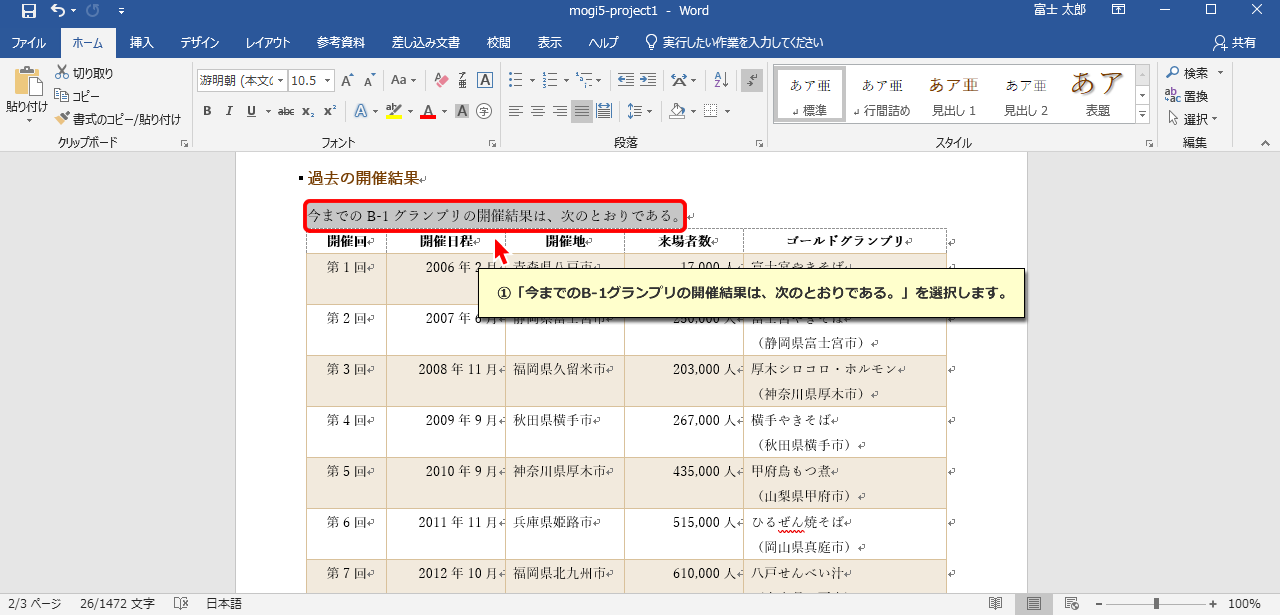 mogi5-project1 - Word
富士 太郎
ファイル ホーム 挿入 デザイン レイアウト 参考資料 差し込み文書 校閲 表示 ヘルプ 実行したい作業を入力してください 共有
貼り付け
切り取り
コピー
書式のコピー/貼り付け
クリップボード
游明朝 (本文の 10.5
Aa
B I U abc x₂ x²
フォント
段落
あア亜 標準
あア亜 行間詰め
あア亜 見出し 1
あア亜 見出し 2
あア 表題
スタイル
検索
置換
選択
編集
過去の開催結果
今までの B-1 グランプリの開催結果は、次のとおりである。
開催回 開催日程 開催地 来場者数 ゴールドグランプリ
第 1 回 2006 年 2月 青森県八戸市 17,000 人 富士宮やきそば
①「今までのB-1グランプリの開催結果は、次のとおりである。」を選択します。
第 2 回 2007 年 6 月 静岡県富士宮市 250,000 人 富士宮やきそば
（静岡県富士宮市）
第 3 回 2008 年 11 月 福岡県久留米市 203,000 人 厚木シロコロ・ホルモン
（神奈川県厚木市）
第 4 回 2009 年 9 月 秋田県横手市 267,000 人 横手やきそば
（秋田県横手市）
第 5 回 2010 年 9 月 神奈川県厚木市 435,000 人 甲府鳥もつ煮
（山梨県甲府市）
第 6 回 2011 年 11 月 兵庫県姫路市 515,000 人 ひるぜん焼そば
（岡山県真庭市）
第 7 回 2012 年 10 月 福岡県北九州市 610,000 人 八戸せんべい汁
2/3 ページ 26/1472 文字 日本語 100%